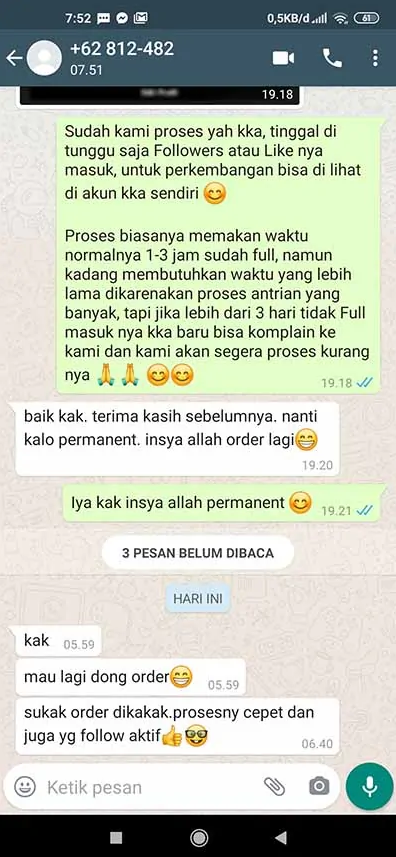 7:52
0,5KB/d
61
+62 812-482
07.51
19.18
Sudah kami proses yah kka, tinggal di
tunggu saja Followers atau Like nya
masuk, untuk perkembangan bisa di lihat
di akun kka sendiri 😊
Proses biasanya memakan waktu
normalnya 1-3 jam sudah full, namun
kadang membutuhkan waktu yang lebih
lama dikarenakan proses antrian yang
banyak, tapi jika lebih dari 3 hari tidak Full
masuk nya kka baru bisa komplain ke
kami dan kami akan segera proses kurang
nya 🙏🙏😊😊
19.18
baik kak. terima kasih sebelumnya. nanti
kalo permanent. insya allah order lagi😁
19.20
Iya kak insya allah permanent 😊
19.21
3 PESAN BELUM DIBACA
HARI INI
kak
05.59
mau lagi dong order😁
05.59
sukak order dikakak.prosesny cepet dan
juga yg follow aktif👍🤓
06.40
Ketik pesan